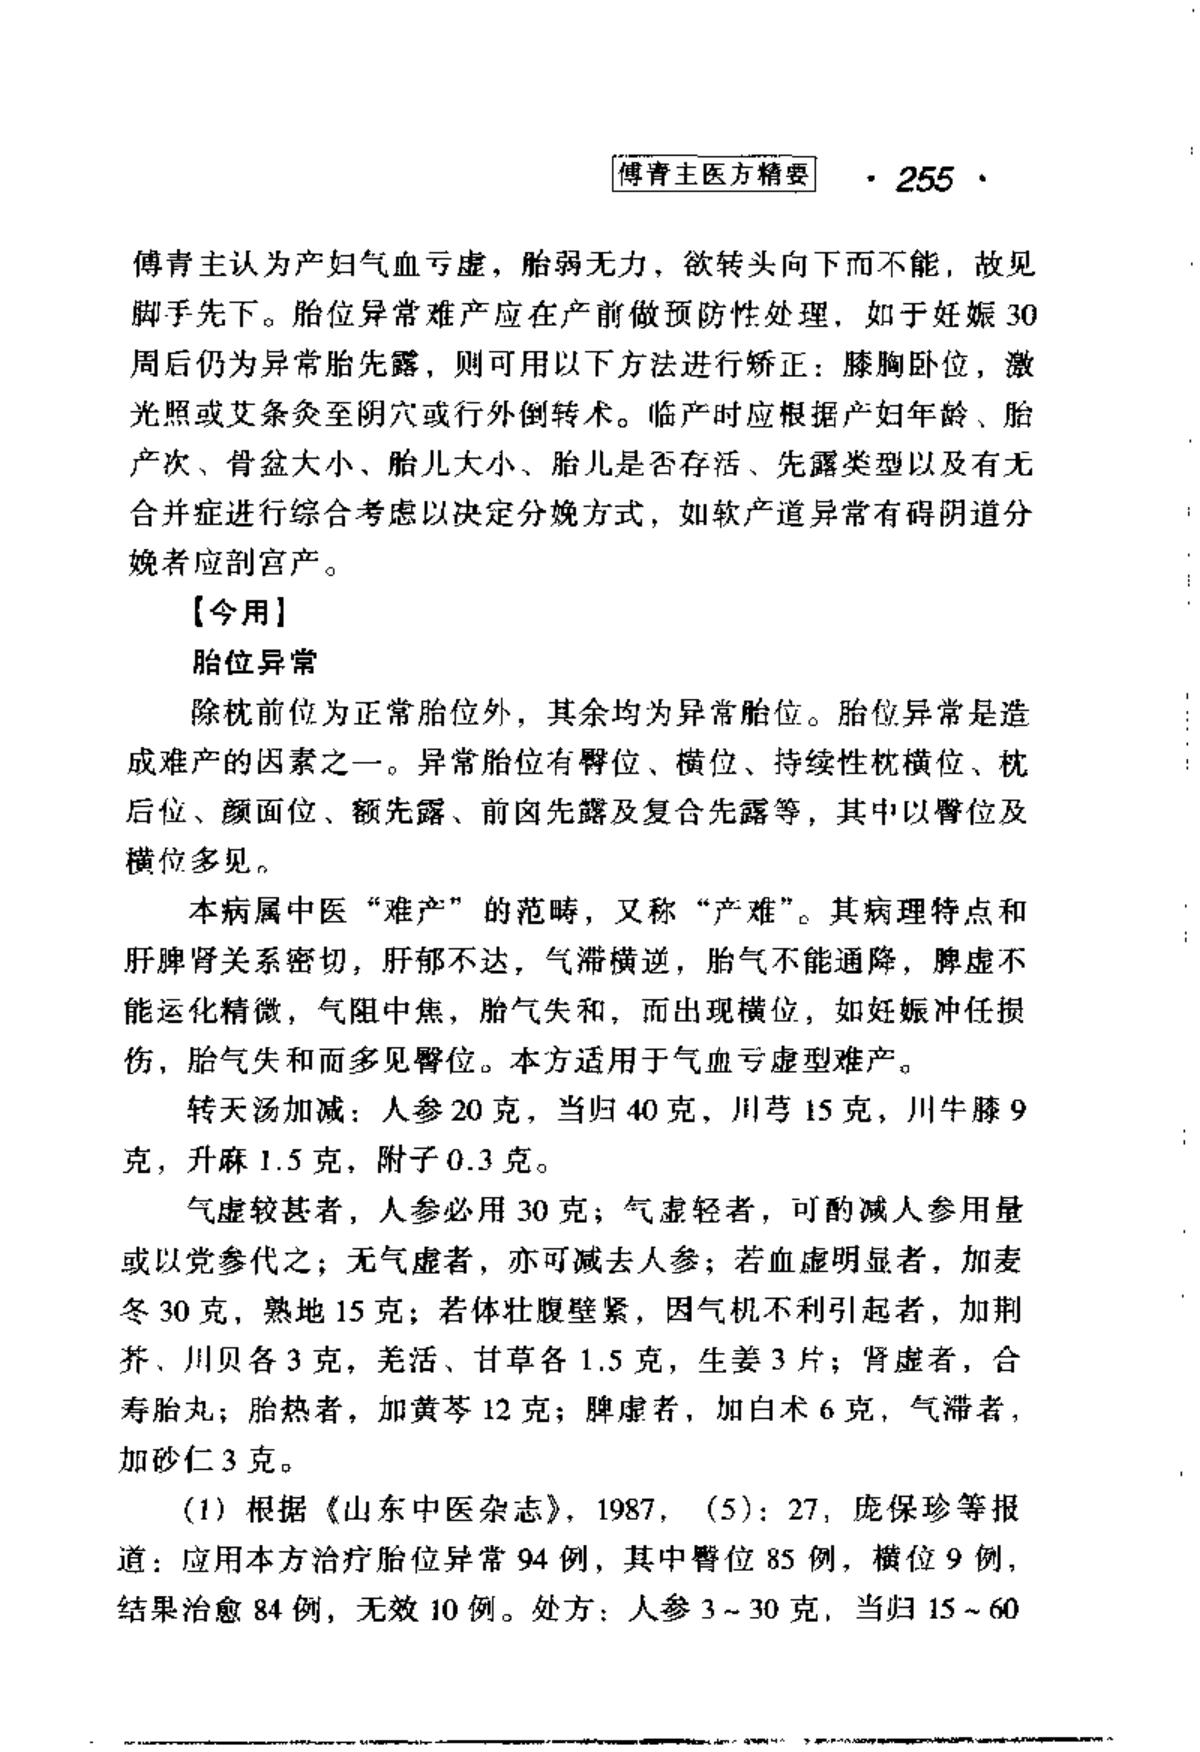 傅青主医方精要 · 255 ·
傅青主认为产妇气血亏虚，胎弱无力，欲转头向下而不能，故见
脚手先下。胎位异常难产应在产前做预防性处理，如于妊娠 30
周后仍为异常胎先露，则可用以下方法进行矫正：膝胸卧位，激
光照或艾条灸至阴穴或行外倒转术。临产时应根据产妇年龄、胎
产次、骨盆大小、胎儿大小、胎儿是否存活、先露类型以及有无
合并症进行综合考虑以决定分娩方式，如软产道异常有碍阴道分
娩者应剖宫产。
【今用】
胎位异常
除枕前位为正常胎位外，其余均为异常胎位。胎位异常是造
成难产的因素之一。异常胎位有臀位、横位、持续性枕横位、枕
后位、颜面位、额先露、前囟先露及复合先露等，其中以臀位及
横位多见。
本病属中医“难产”的范畴，又称“产难”。其病理特点和
肝脾肾关系密切，肝郁不达，气滞横逆，胎气不能通降，脾虚不
能运化精微，气阻中焦，胎气失和，而出现横位，如妊娠冲任损
伤，胎气失和而多见臀位。本方适用于气血亏虚型难产。
转天汤加减：人参 20 克，当归 40 克，川芎 15 克，川牛膝 9
克，升麻 1.5 克，附子 0.3 克。
气虚较甚者，人参必用 30 克；气虚轻者，可酌减人参用量
或以党参代之；无气虚者，亦可减去人参；若血虚明显者，加麦
冬 30 克，熟地 15 克；若体壮腹壁紧，因气机不利引起者，加荆
芥、川贝各 3 克，羌活、甘草各 1.5 克，生姜 3 片；肾虚者，合
寿胎丸；胎热者，加黄芩 12 克；脾虚者，加白术 6 克，气滞者，
加砂仁 3 克。
(1) 根据《山东中医杂志》，1987，(5)：27，庞保珍等报
道：应用本方治疗胎位异常 94 例，其中臀位 85 例，横位 9 例，
结果治愈 84 例，无效 10 例。处方：人参 3～30 克，当归 15～60